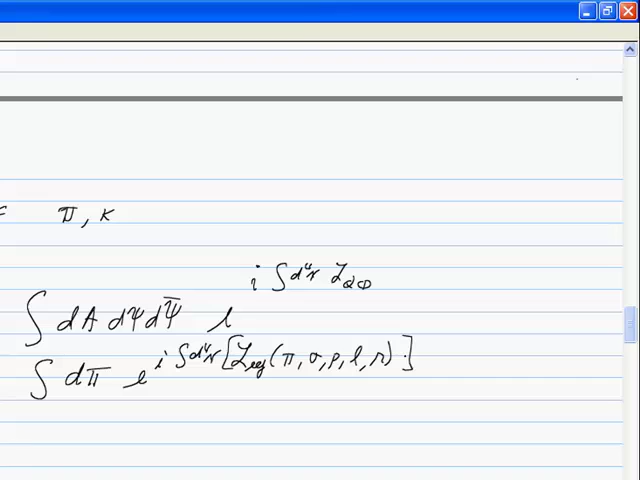 π, K
i ∫ d⁴x ℒ_QCD
∫ dA dΨ dΨ̄ e
∫ dπ e^{i ∫ d⁴x [ℒ_eff (π, σ, ρ, l, r)]}